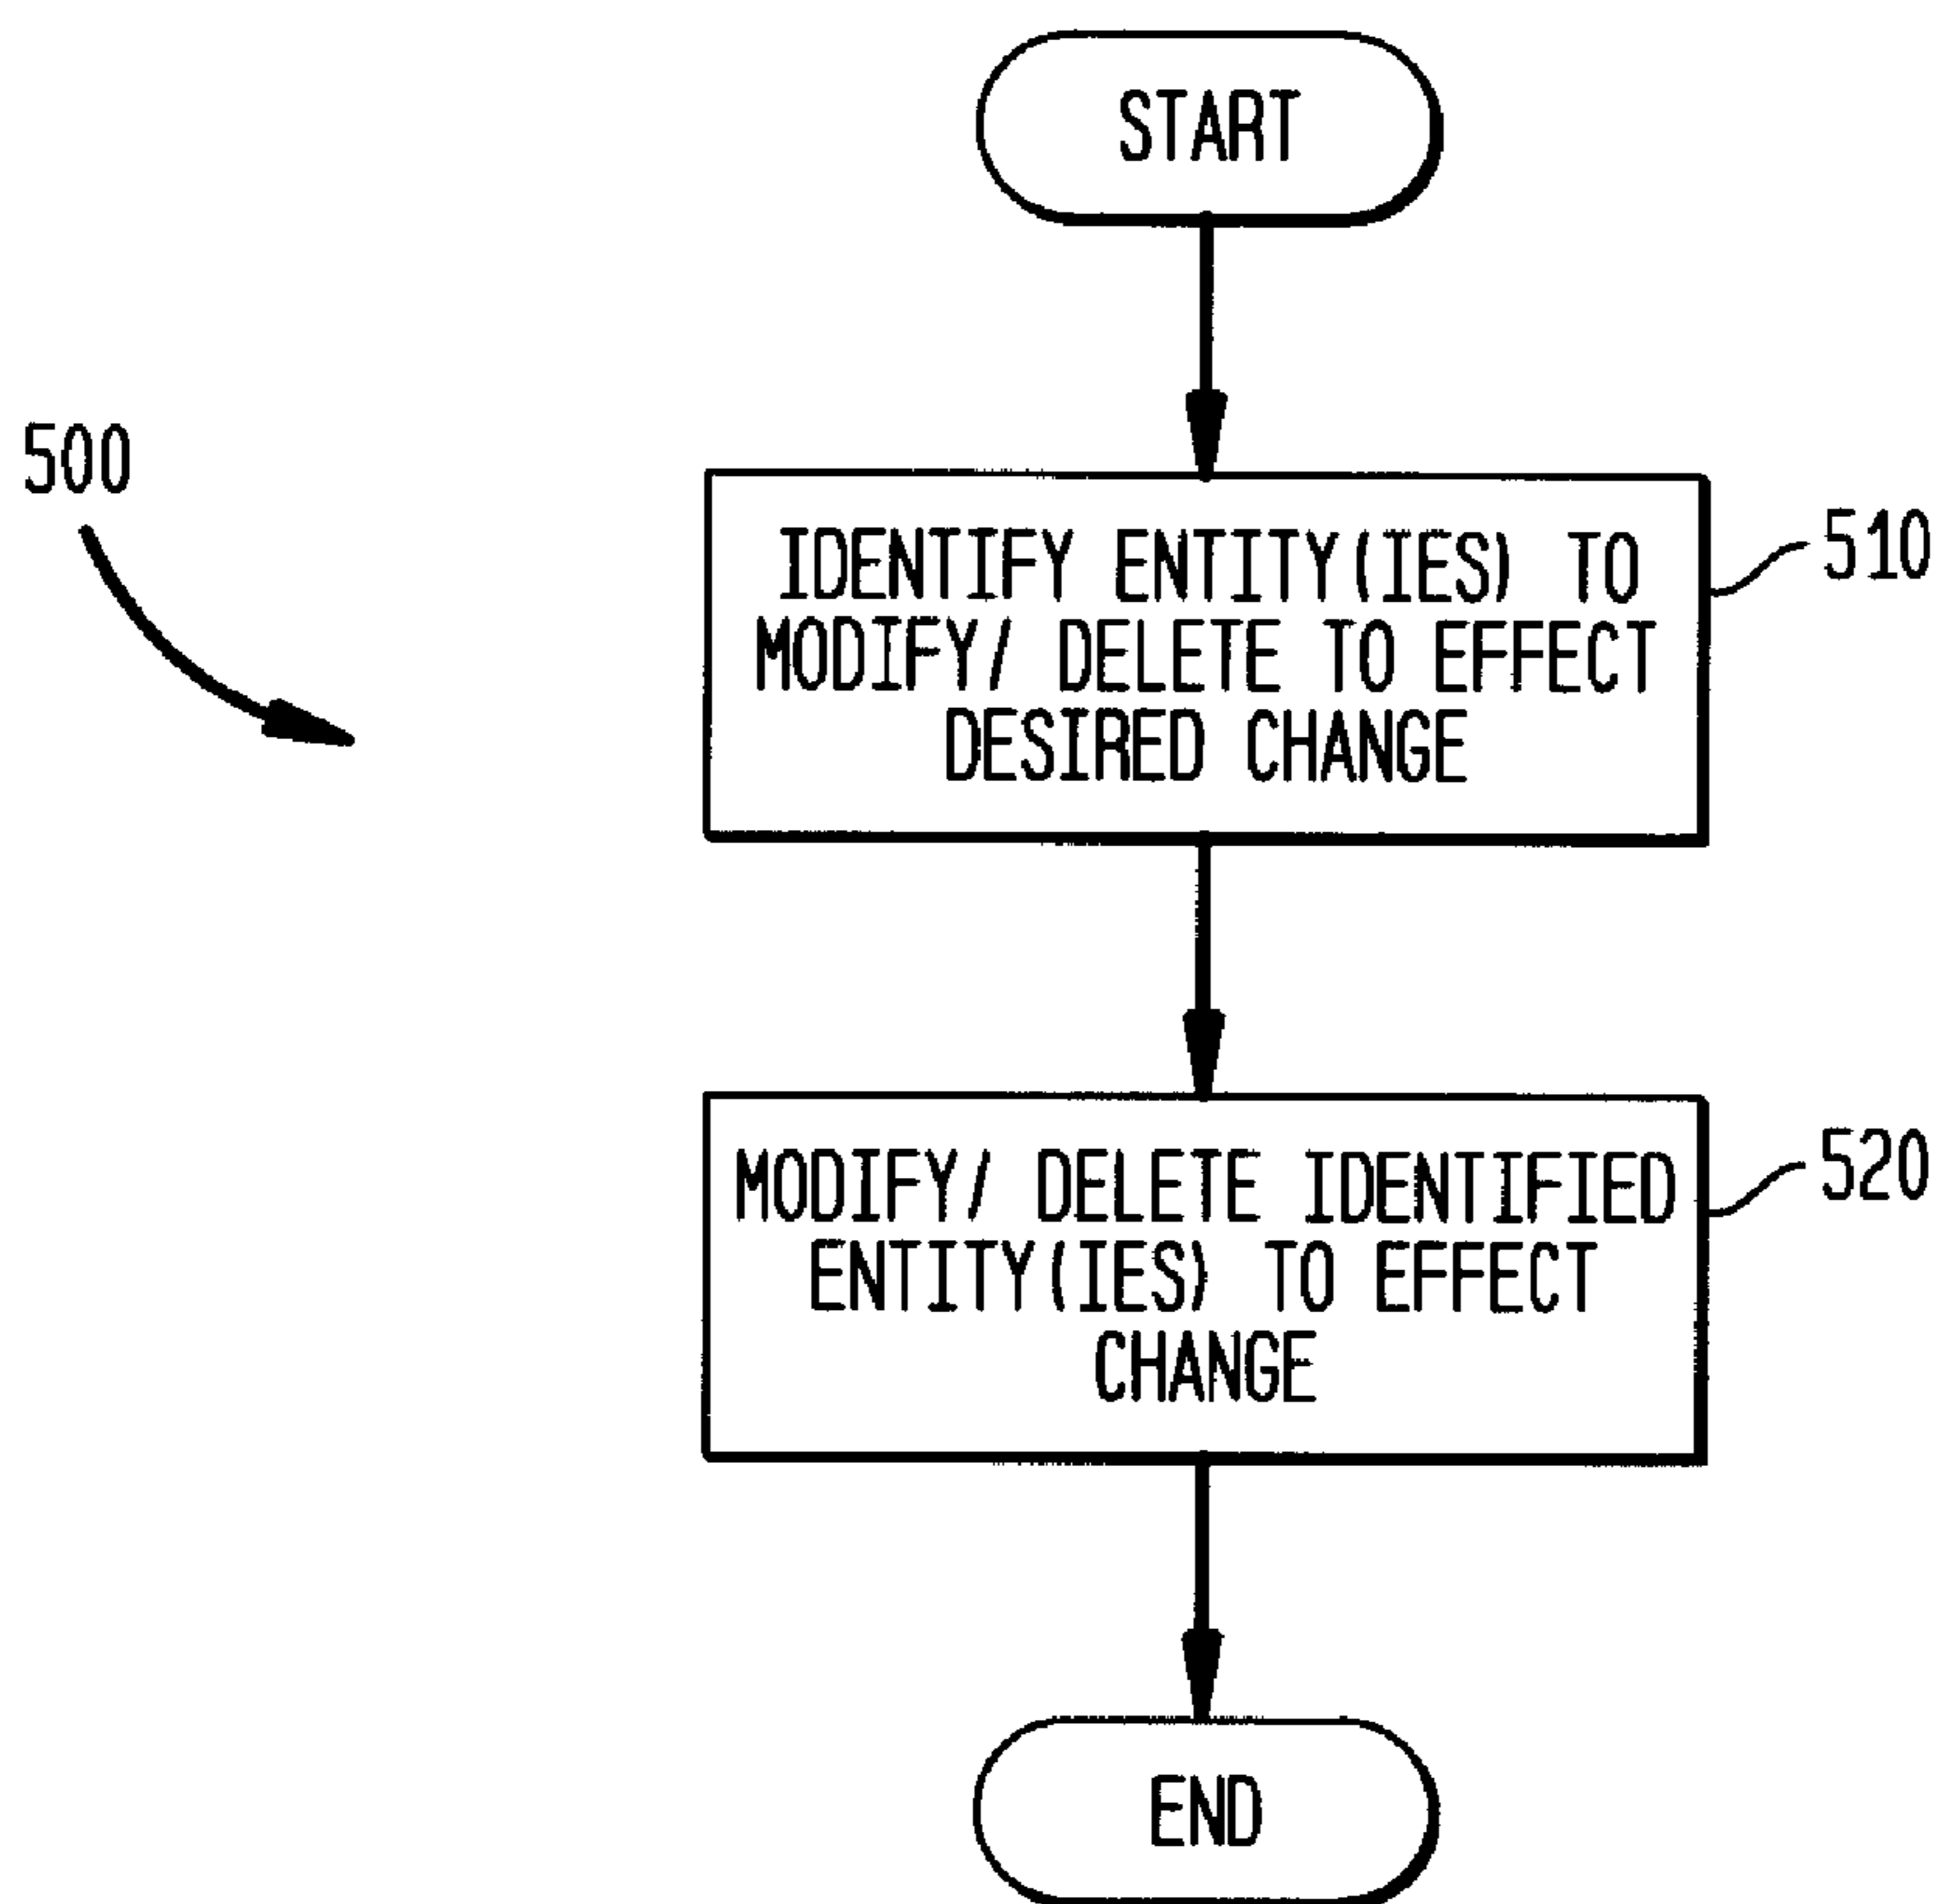 START
500
IDENTIFY ENTITY(IES) TO
MODIFY/ DELETE TO EFFECT
DESIRED CHANGE
510
MODIFY/ DELETE IDENTIFIED
ENTITY(IES) TO EFFECT
CHANGE
520
END